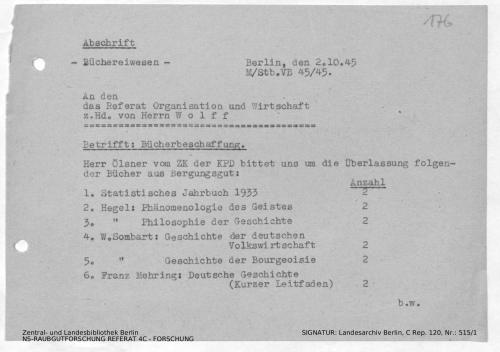 176
Abschrift
- Büchereiwesen -
Berlin, den 2.10.45
M/Stb.VB 45/45.
An den
das Referat Organisation und Wirtschaft
z.Hd. von Herrn W o l f f
=====================================
Betrifft: Bücherbeschaffung.
Herr Ölsner vom ZK der KPD bittet uns um die Überlassung folgen-
der Bücher aus Bergungsgut:
Anzahl
1. Statistisches Jahrbuch 1933 2
2. Hegel: Phänomenologie des Geistes 2
3. " Philosophie der Geschichte 2
4. W.Sombart: Geschichte der deutschen
Volkswirtschaft 2
5. " Geschichte der Bourgeoisie 2
6. Franz Mehring: Deutsche Geschichte
(Kurzer Leitfaden) 2
b.w.
Zentral- und Landesbibliothek Berlin
NS-RAUBGUTFORSCHUNG REFERAT 4C - FORSCHUNG
SIGNATUR: Landesarchiv Berlin, C Rep. 120, Nr.: 515/1